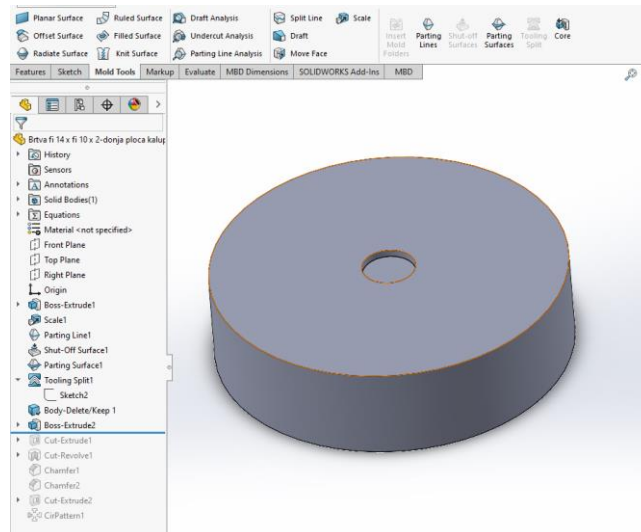 Planar Surface Ruled Surface Draft Analysis Split Line Scale
Offset Surface Filled Surface Undercut Analysis Draft
Radiate Surface Knit Surface Parting Line Analysis Move Face
Insert Mold Folders Parting Lines Shut-off Surfaces Parting Surfaces Tooling Split Core
Features Sketch Mold Tools Markup Evaluate MBD Dimensions SOLIDWORKS Add-Ins MBD
Brtva fi 14 x fi 10 x 2-donja ploca kalup
History
Sensors
Annotations
Solid Bodies(1)
Equations
Material <not specified>
Front Plane
Top Plane
Right Plane
Origin
Boss-Extrude1
Scale1
Parting Line1
Shut-Off Surface1
Parting Surface1
Tooling Split1
Sketch2
Body-Delete/Keep 1
Boss-Extrude2
Cut-Extrude1
Cut-Revolve1
Chamfer1
Chamfer2
Cut-Extrude2
CirPattern1